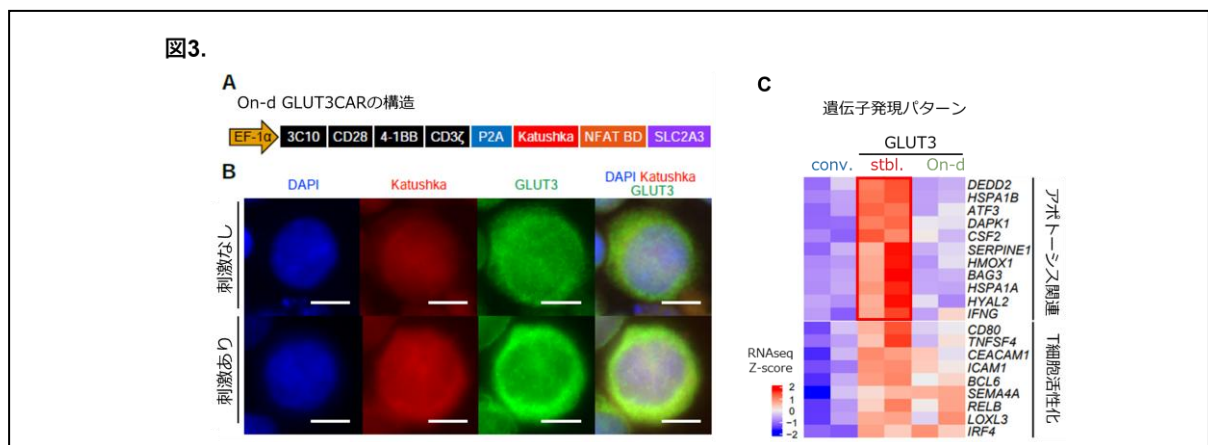 図3.
A
On-d GLUT3CARの構造
EF-1α 3C10 CD28 4-1BB CD3ζ P2A Katushka NFAT BD SLC2A3
B
DAPI Katushka GLUT3 DAPI Katushka GLUT3
刺激なし
刺激あり
C
遺伝子発現パターン
GLUT3
conv. stbl. On-d
DEDD2
HSPA1B
ATF3
DAPK1
CSF2
SERPINE1
HMOX1
BAG3
HSPA1A
HYAL2
IFNG
アポトーシス関連
CD80
TNFSF4
CEACAM1
ICAM1
BCL6
SEMA4A
RELB
LOXL3
IRF4
T細胞活性化
RNAseq
Z-score
2
1
0
−1
−2